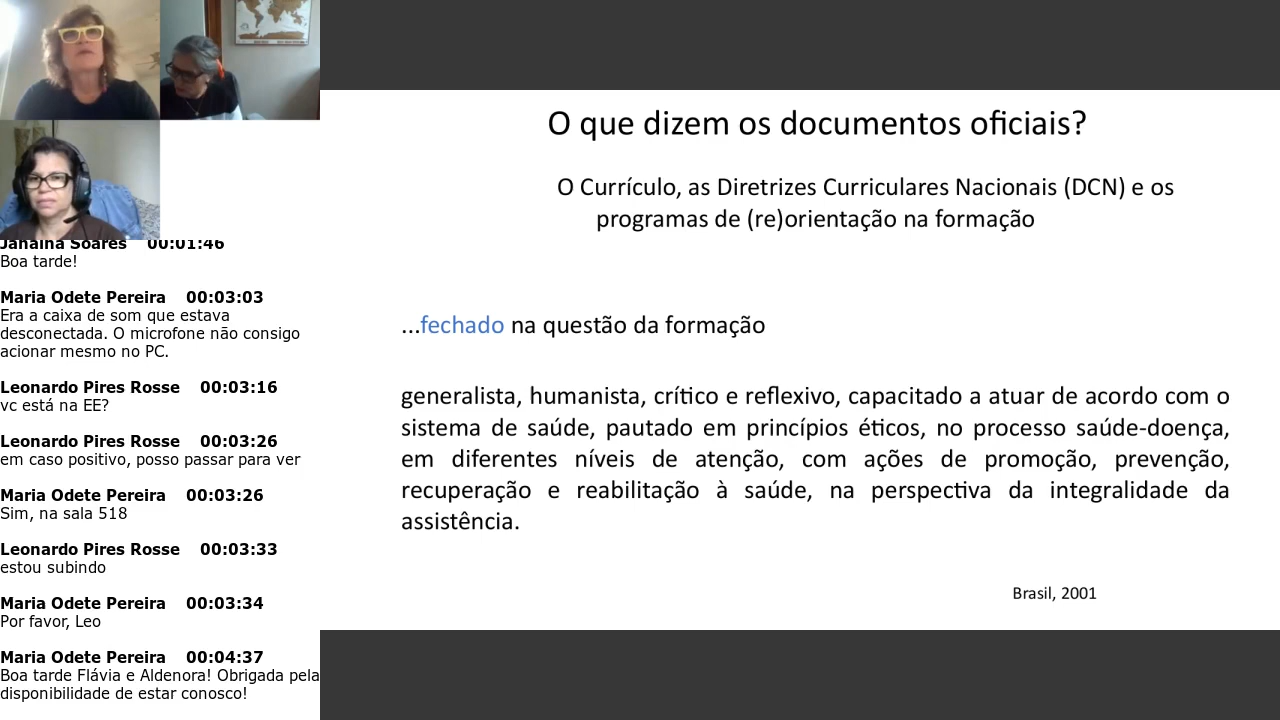 Janaína Soares 00:01:46
Boa tarde!
Maria Odete Pereira 00:03:03
Era a caixa de som que estava
desconectada. O microfone não consigo
acionar mesmo no PC.
Leonardo Pires Rosse 00:03:16
vc está na EE?
Leonardo Pires Rosse 00:03:26
em caso positivo, posso passar para ver
Maria Odete Pereira 00:03:26
Sim, na sala 518
Leonardo Pires Rosse 00:03:33
estou subindo
Maria Odete Pereira 00:03:34
Por favor, Leo
Maria Odete Pereira 00:04:37
Boa tarde Flávia e Aldenora! Obrigada pela
disponibilidade de estar conosco!
O que dizem os documentos oficiais?
O Currículo, as Diretrizes Curriculares Nacionais (DCN) e os
programas de (re)orientação na formação
...fechado na questão da formação
generalista, humanista, crítico e reflexivo, capacitado a atuar de acordo com o
sistema de saúde, pautado em princípios éticos, no processo saúde-doença,
em diferentes níveis de atenção, com ações de promoção, prevenção,
recuperação e reabilitação à saúde, na perspectiva da integralidade da
assistência.
Brasil, 2001